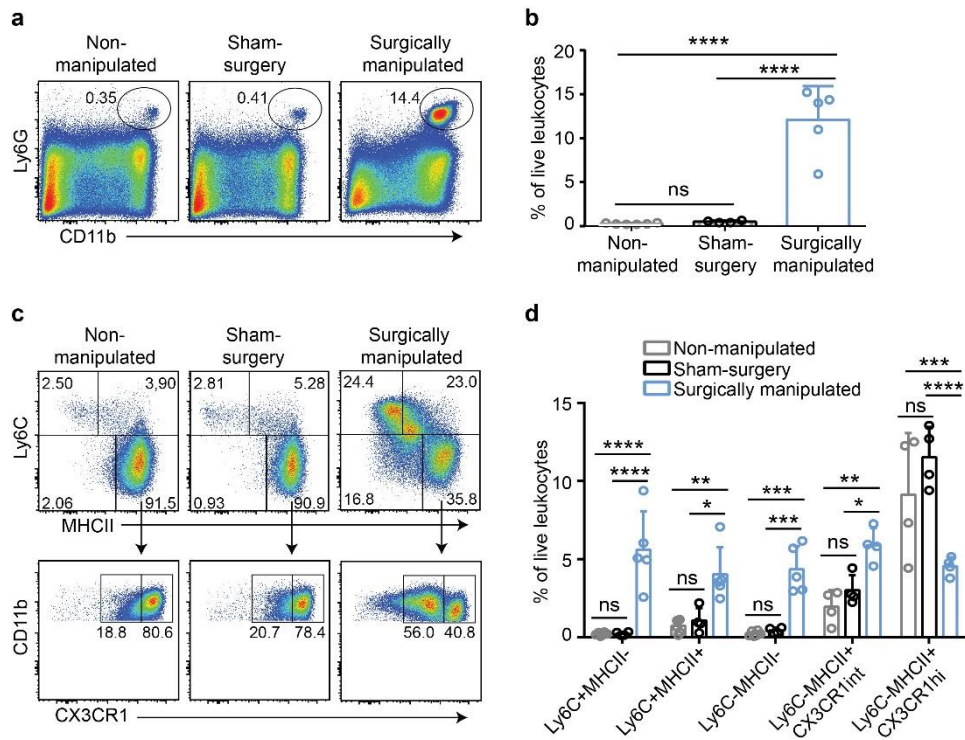 a
Non-
manipulated
Sham-
surgery
Surgically
manipulated
0.35
0.41
14.4
Ly6G
CD11b
b
****
****
ns
% of live leukocytes
20
15
10
5
0
Non-
manipulated
Sham-
surgery
Surgically
manipulated
c
Non-
manipulated
Sham-
surgery
Surgically
manipulated
2.50
3,90
2.81
5.28
24.4
23.0
2.06
91.5
0.93
90.9
16.8
35.8
Ly6C
MHCII
18.8
80.6
20.7
78.4
56.0
40.8
CD11b
CX3CR1
d
Non-manipulated
Sham-surgery
Surgically manipulated
% of live leukocytes
15
10
5
0
****
****
ns
**
*
ns
***
***
ns
**
*
ns
***
****
ns
Ly6C+MHCII-
Ly6C+MHCII+
Ly6C-MHCII-
Ly6C-MHCII+
CX3CR1int
Ly6C-MHCII+
CX3CR1hi